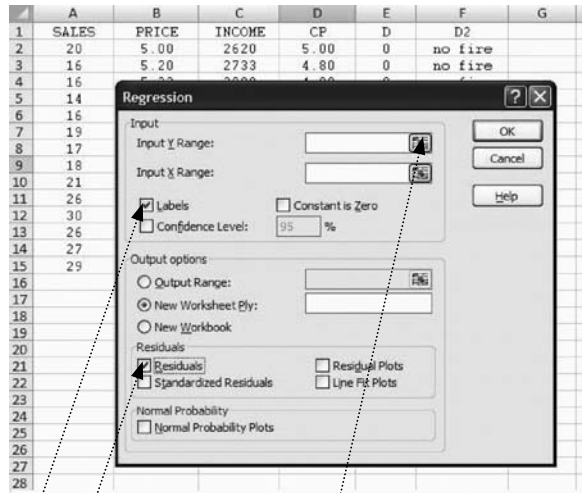 A B C D E F G
1 SALES PRICE INCOME CP D D2
2 20 5.00 2620 5.00 0 no fire
3 16 5.20 2733 4.80 0 no fire
4 16
5 14
6 16
7 19
8 17
9 18
10 21
11 26
12 30
13 26
14 27
15 29
16
17
18
19
20
21
22
23
24
25
26
27
28
Regression
Input
Input Y Range:
OK
Cancel
Input X Range:
Help
Labels Constant is Zero
Confidence Level: 95 %
Output options
Output Range:
New Worksheet Ply:
New Workbook
Residuals
Residuals Residual Plots
Standardized Residuals Line Fit Plots
Normal Probability
Normal Probability Plots